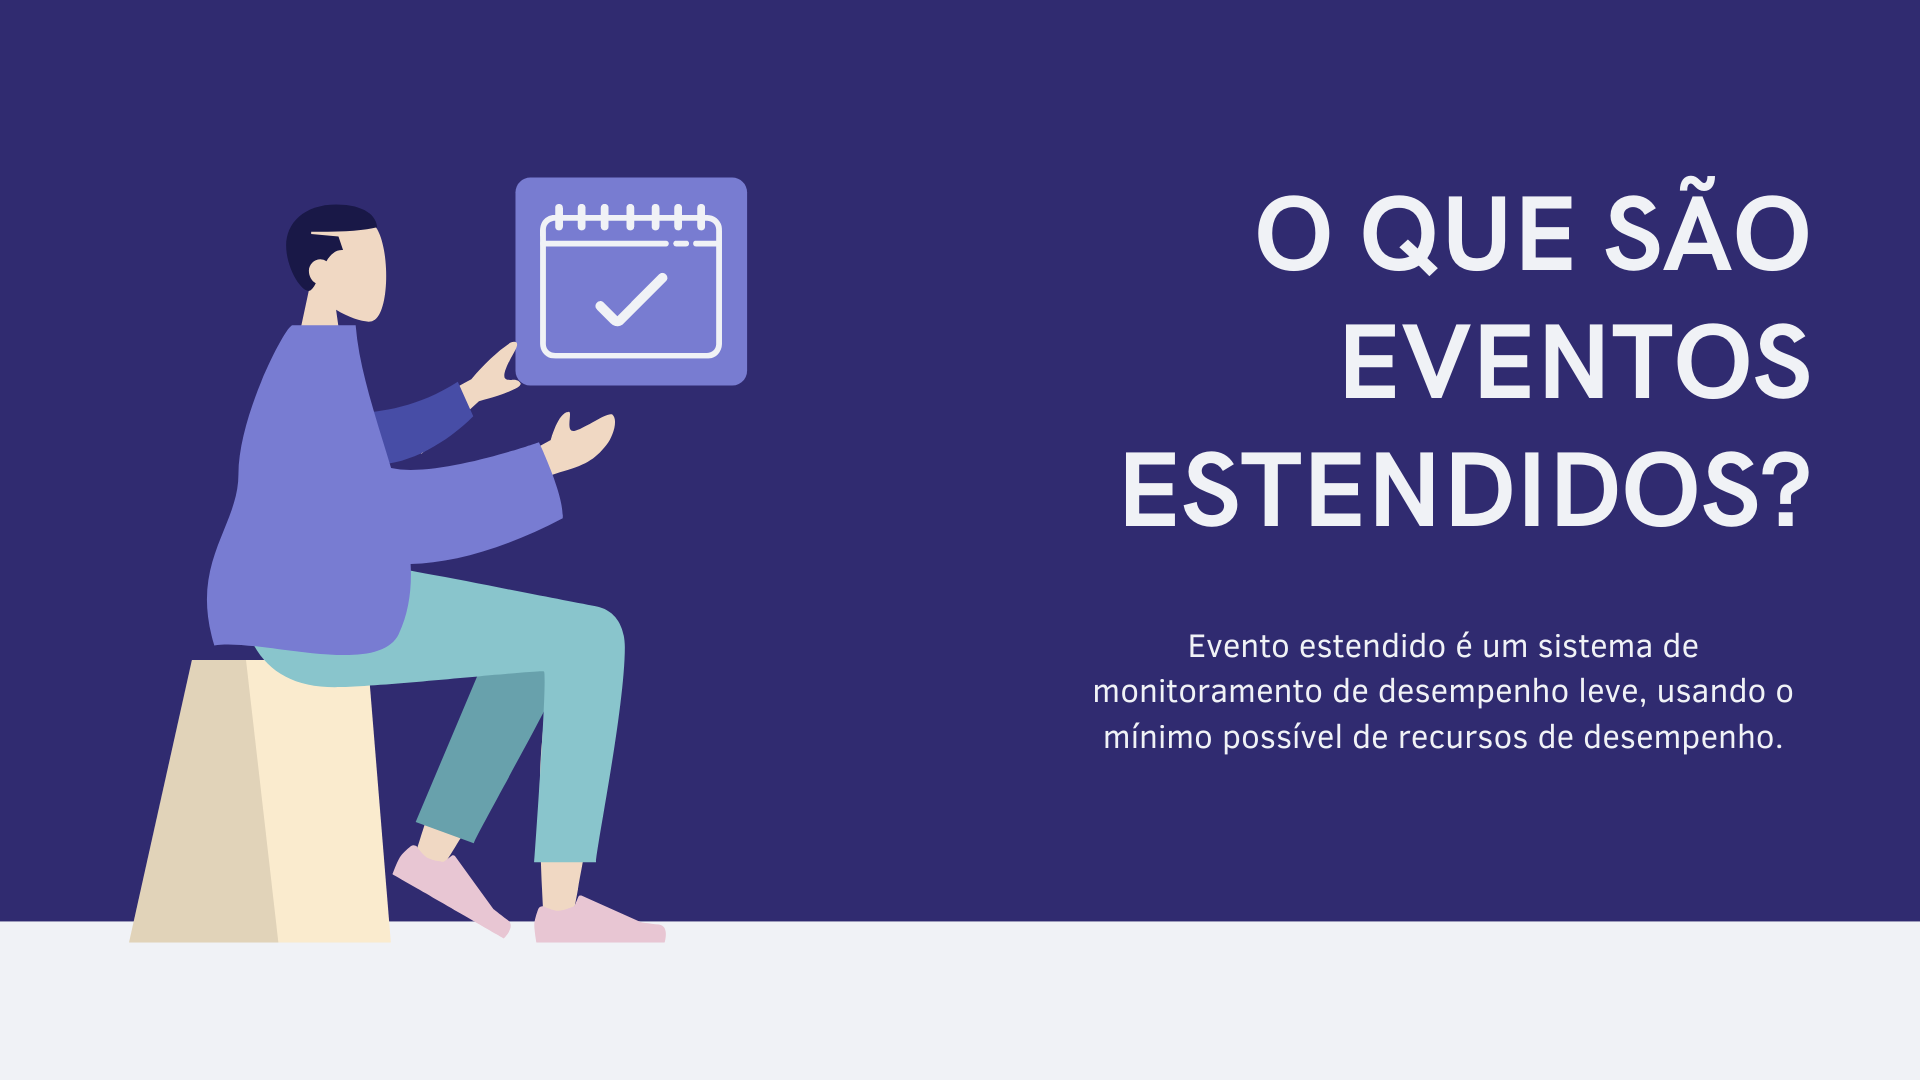 O QUE SÃO
EVENTOS
ESTENDIDOS?
Evento estendido é um sistema de
monitoramento de desempenho leve, usando o
mínimo possível de recursos de desempenho.